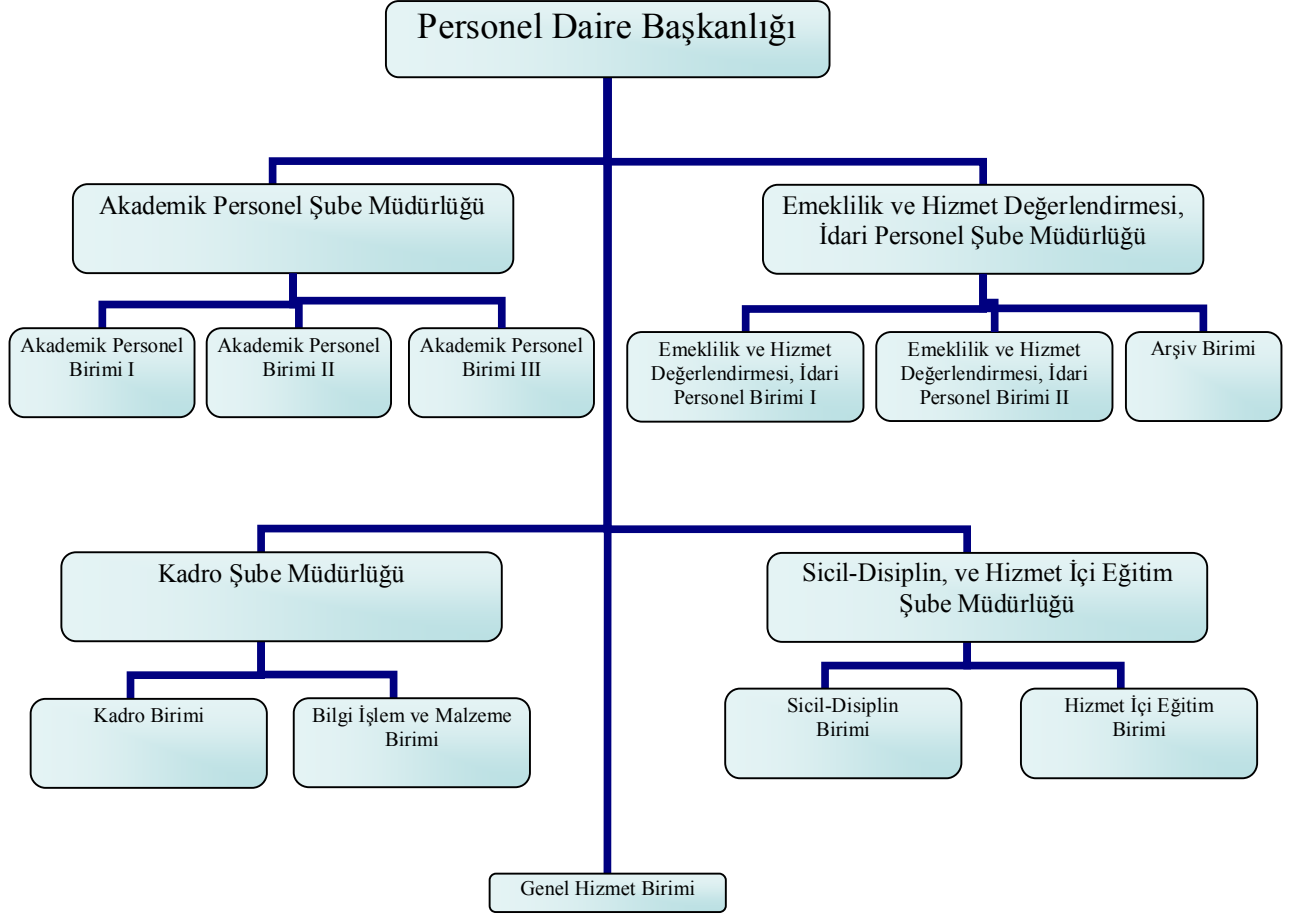 Personel Daire Başkanlığı
Akademik Personel Şube Müdürlüğü
Emeklilik ve Hizmet Değerlendirmesi,
İdari Personel Şube Müdürlüğü
Akademik Personel
Birimi I
Akademik Personel
Birimi II
Akademik Personel
Birimi III
Emeklilik ve Hizmet
Değerlendirmesi, İdari
Personel Birimi I
Emeklilik ve Hizmet
Değerlendirmesi, İdari
Personel Birimi II
Arşiv Birimi
Kadro Şube Müdürlüğü
Sicil-Disiplin, ve Hizmet İçi Eğitim
Şube Müdürlüğü
Kadro Birimi
Bilgi İşlem ve Malzeme
Birimi
Sicil-Disiplin
Birimi
Hizmet İçi Eğitim
Birimi
Genel Hizmet Birimi